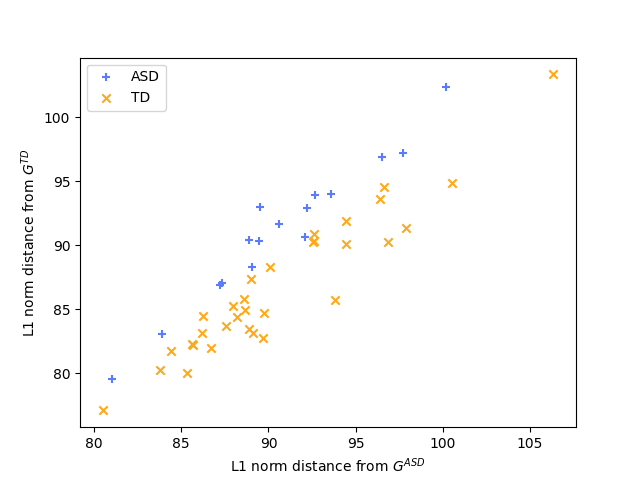 ASD
TD
100
95
90
85
80
L1 norm distance from G^{TD}
80 85 90 95 100 105
L1 norm distance from G^{ASD}